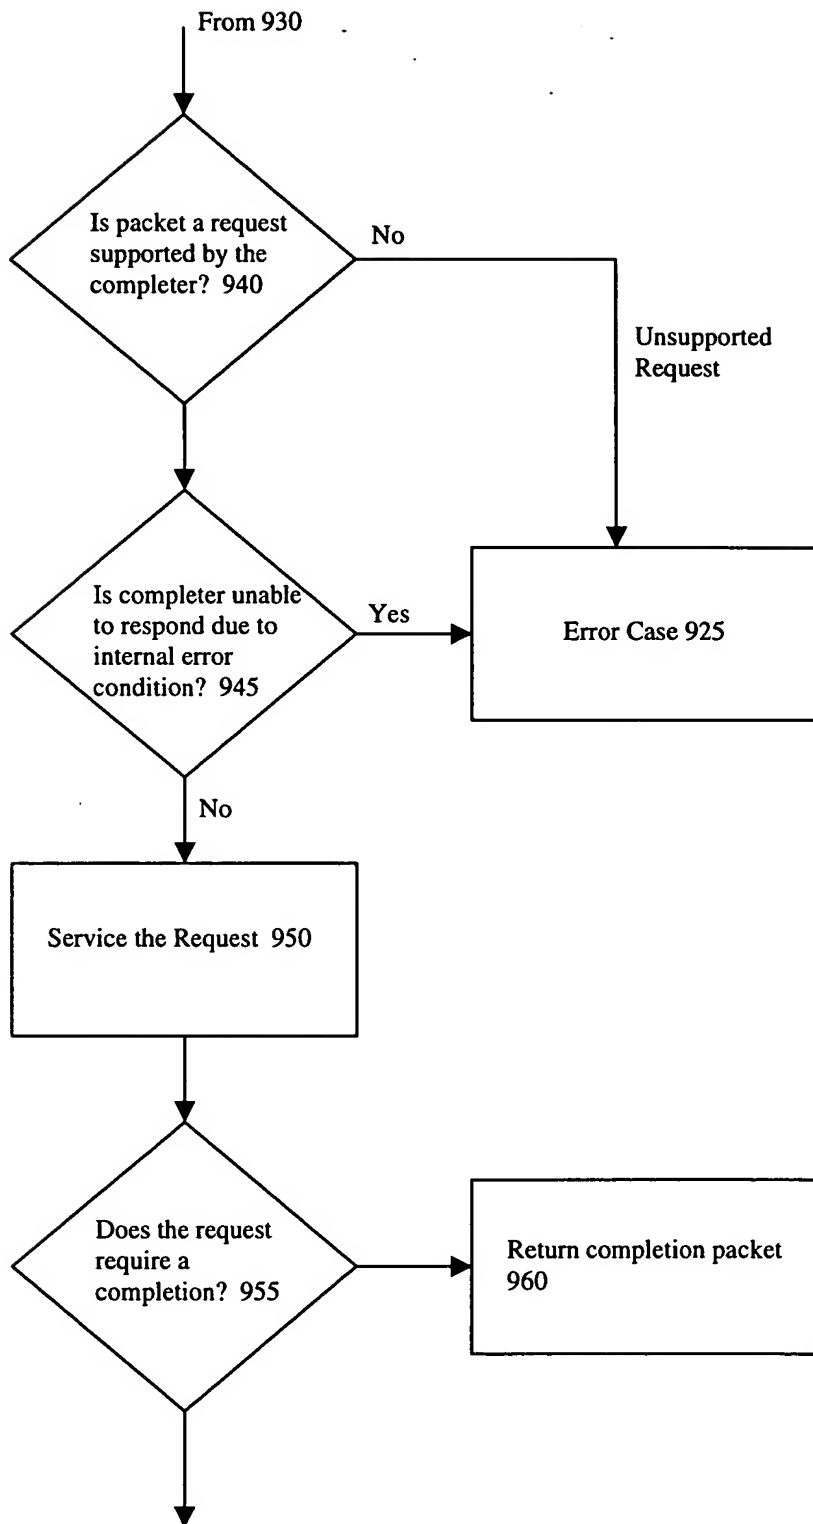 From 930
Is packet a request
supported by the
completer?  940
No
Unsupported
Request
Is completer unable
to respond due to
internal error
condition?  945
Yes
Error Case 925
No
Service the Request  950
Does the request
require a
completion?  955
Return completion packet
960